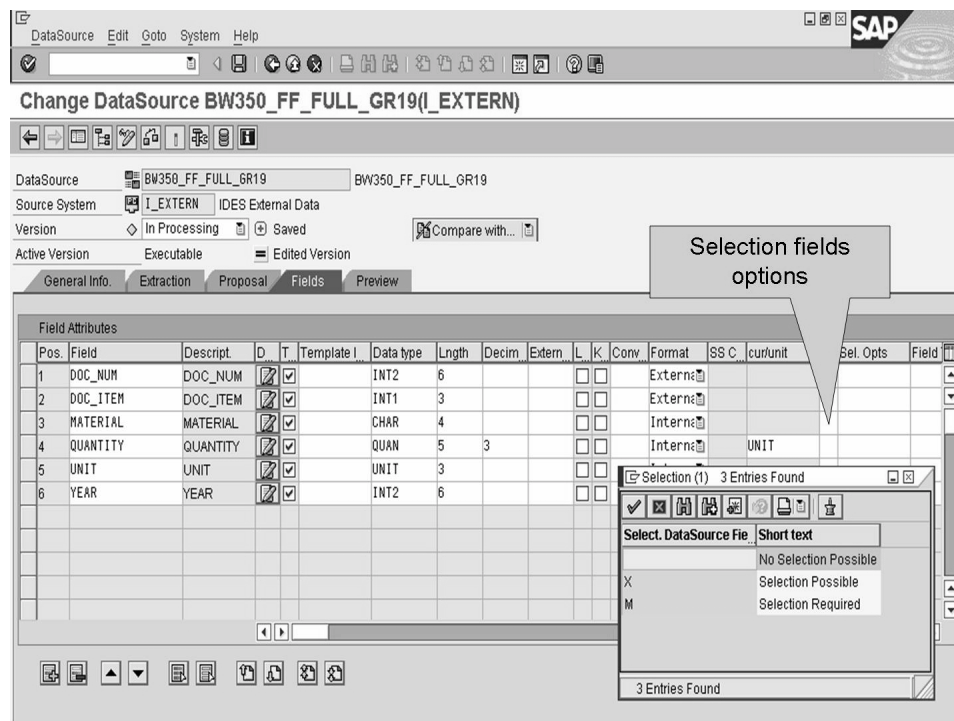 DataSource Edit Goto System Help
SAP
Change DataSource BW350_FF_FULL_GR19(I_EXTERN)
DataSource BW350_FF_FULL_GR19 BW350_FF_FULL_GR19
Source System I_EXTERN IDES External Data
Version In Processing Saved Compare with...
Active Version Executable Edited Version
Selection fields
options
General Info. Extraction Proposal Fields Preview
Field Attributes
Pos. Field Descript. D... T... Template I... Data type Lngth Decim... Extern... L... K... Conv... Format SS C... cur/unit Sel. Opts Field
1 DOC_NUM DOC_NUM INT2 6 Externa
2 DOC_ITEM DOC_ITEM INT1 3 Externa
3 MATERIAL MATERIAL CHAR 4 Interna
4 QUANTITY QUANTITY QUAN 5 3 Interna UNIT
5 UNIT UNIT UNIT 3
6 YEAR YEAR INT2 6
Selection (1) 3 Entries Found
Select. DataSource Fie... Short text
No Selection Possible
X Selection Possible
M Selection Required
3 Entries Found